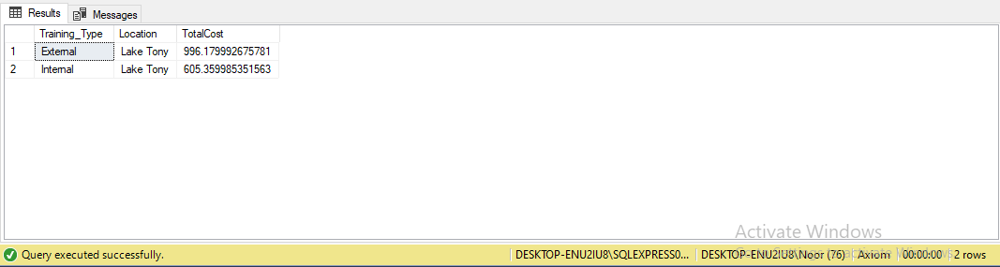 Results Messages
Training_Type Location TotalCost
1 External Lake Tony 996.179992675781
2 Internal Lake Tony 605.359985351563
Activate Windows
Query executed successfully. DESKTOP-ENU2IU8\SQLEXPRESS0... DESKTOP-ENU2IU8\Nopr (76) Axiom 00:00:00 2 rows